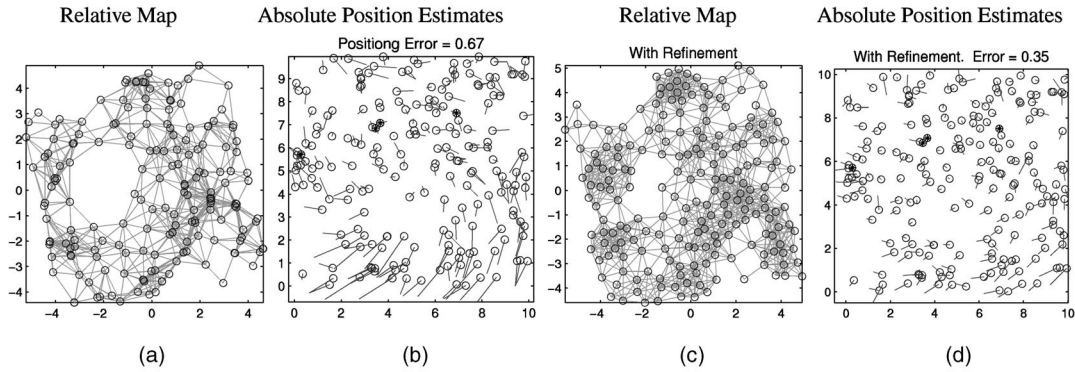 Relative Map
Absolute Position Estimates
Relative Map
Absolute Position Estimates
Positiong Error = 0.67
With Refinement
With Refinement. Error = 0.35
4
3
2
1
0
−1
−2
−3
−4
−4 −2 0 2 4
(a)
9
8
7
6
5
4
3
2
1
0
0 2 4 6 8 10
(b)
5
4
3
2
1
0
−1
−2
−3
−4
−4 −2 0 2 4
(c)
10
8
6
4
2
0
0 2 4 6 8 10
(d)